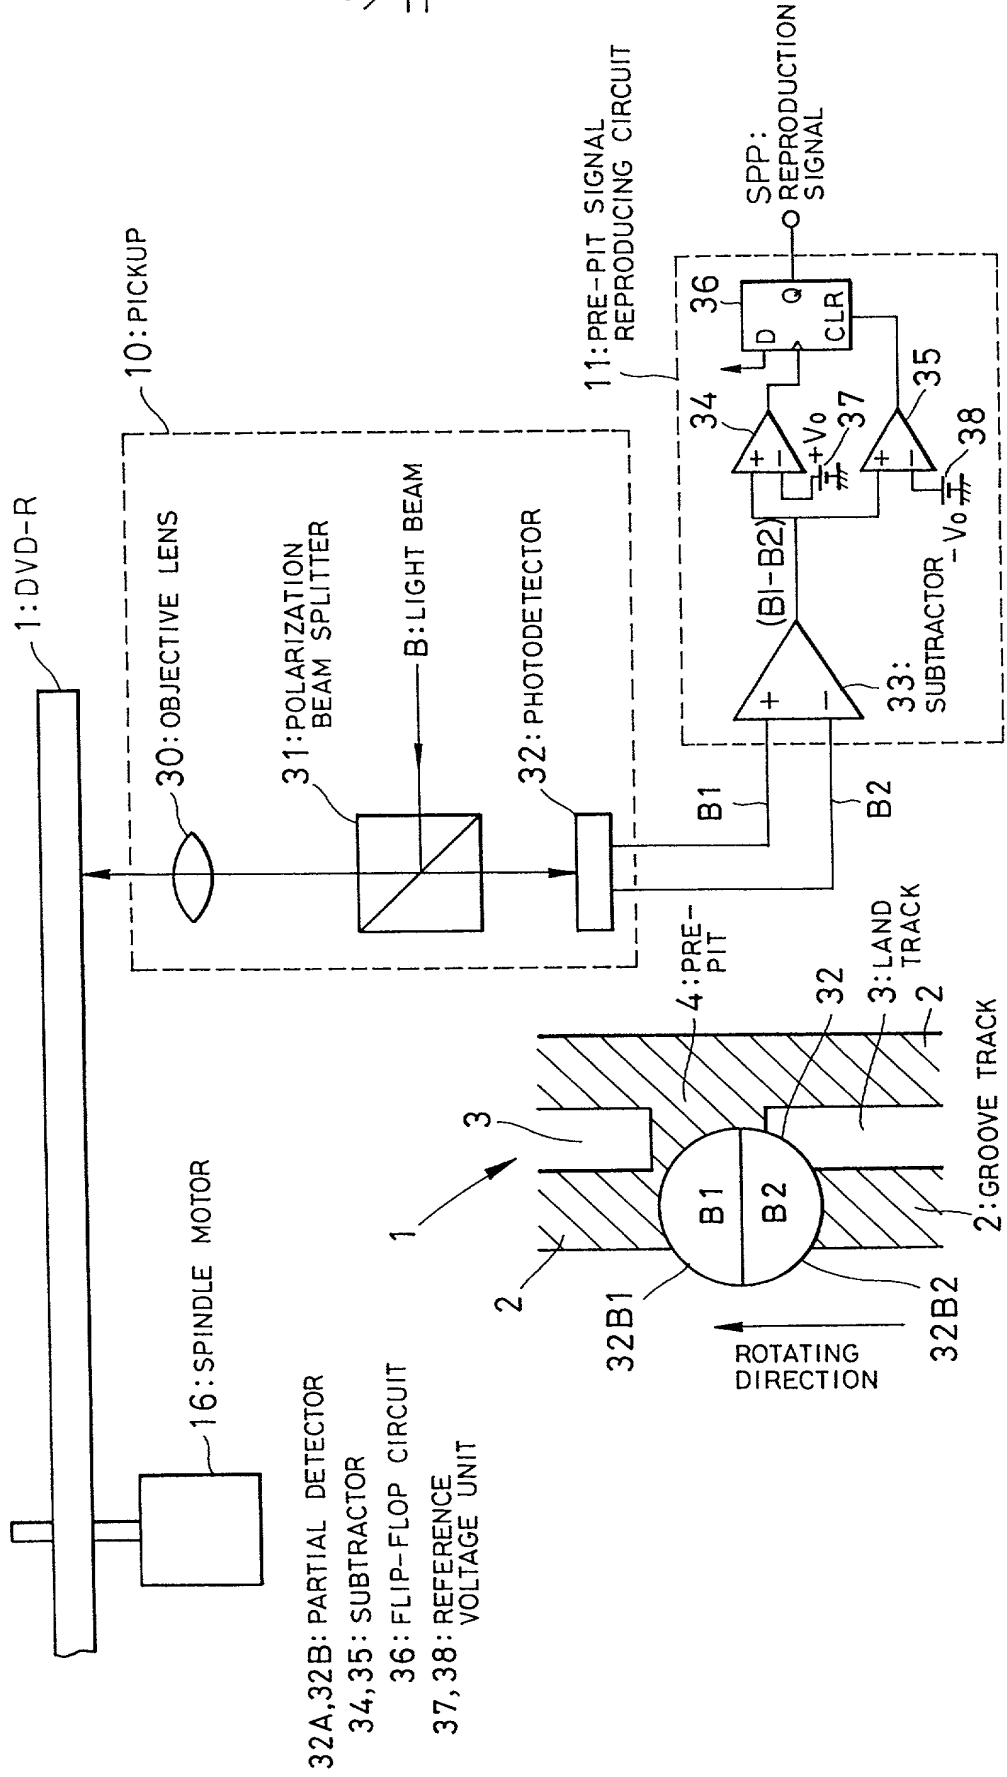 1:DVD-R
10:PICKUP
30:OBJECTIVE LENS
31:POLARIZATION
BEAM SPLITTER
B:LIGHT BEAM
32:PHOTODETECTOR
16:SPINDLE MOTOR
11:PRE-PIT SIGNAL
REPRODUCING CIRCUIT
SPP:
REPRODUCTION
SIGNAL
36
D
Q
CLR
34
+
-
+V0
37
35
+
-
-V0
38
(B1-B2)
+
-
33:
SUBTRACTOR
B1
B2
32A,32B:PARTIAL DETECTOR
34,35:SUBTRACTOR
36:FLIP-FLOP CIRCUIT
37,38:REFERENCE
VOLTAGE UNIT
1
2
3
4:PRE-
PIT
32
3:LAND
TRACK
2
2:GROOVE TRACK
B1
B2
32B1
32B2
ROTATING
DIRECTION